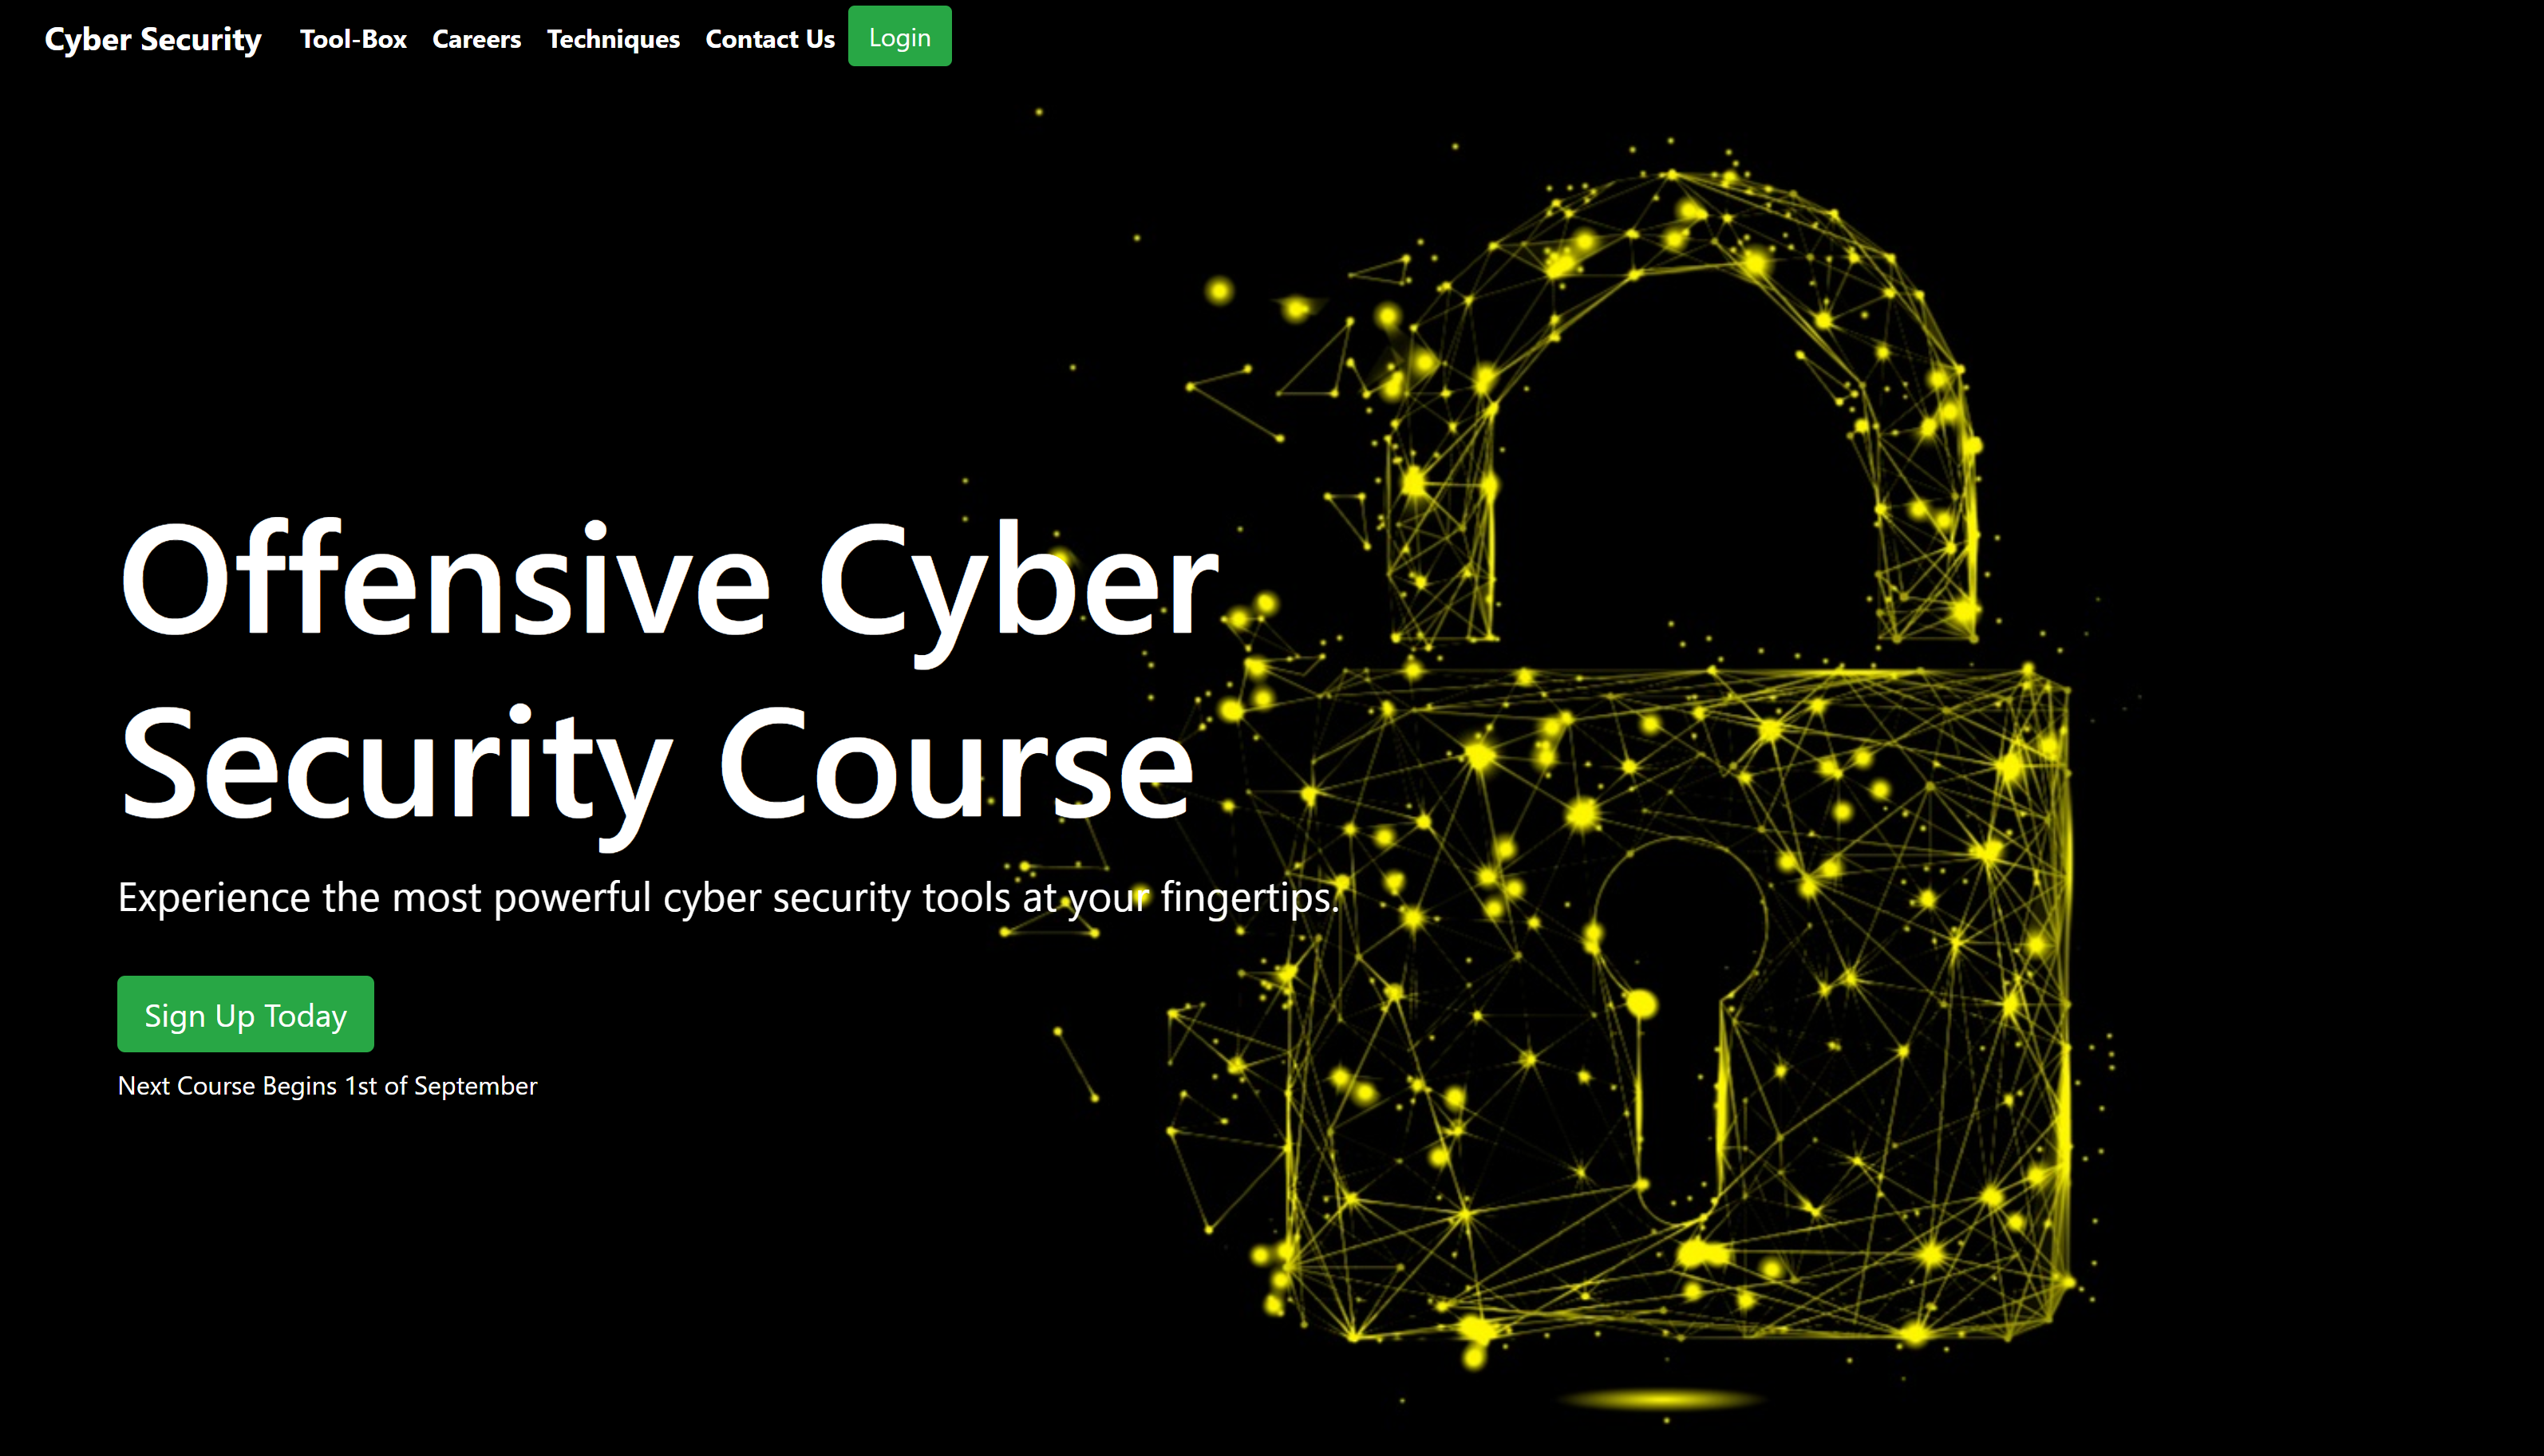 Cyber Security Tool-Box Careers Techniques Contact Us Login
Offensive Cyber
Security Course
Experience the most powerful cyber security tools at your fingertips.
Sign Up Today
Next Course Begins 1st of September